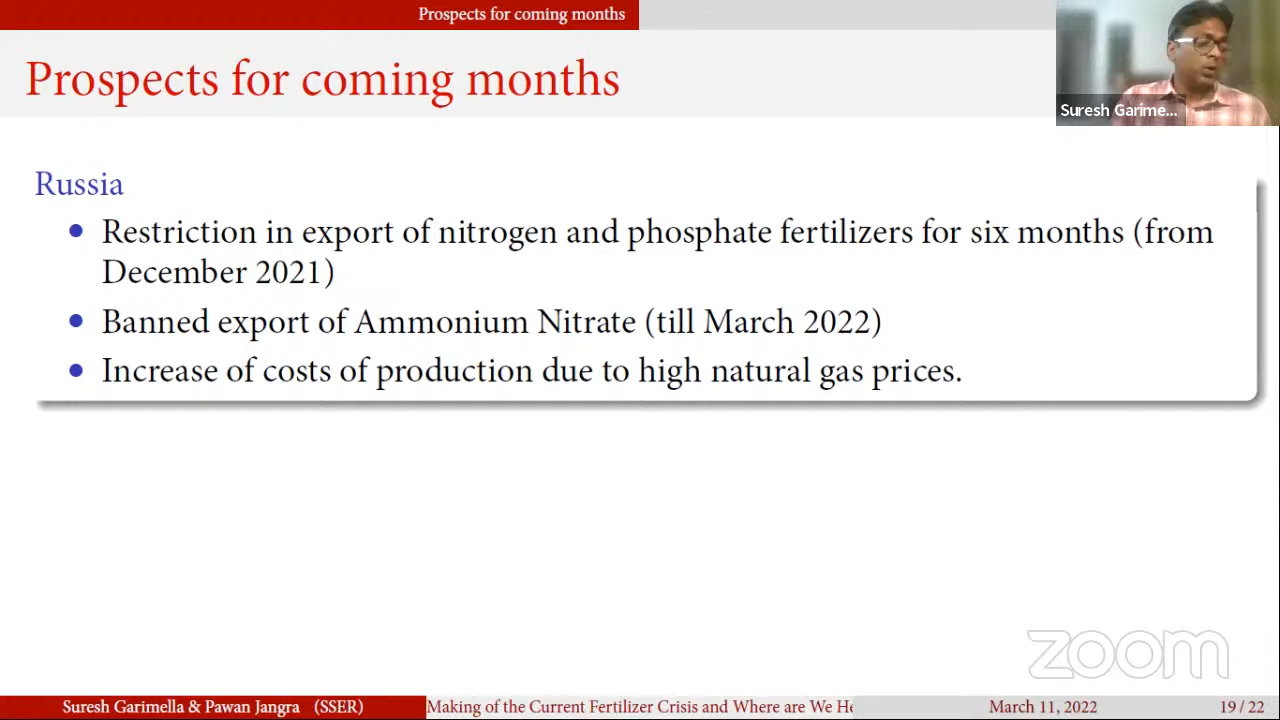 Prospects for coming months
Prospects for coming months
Suresh Garime...
Russia
• Restriction in export of nitrogen and phosphate fertilizers for six months (from
December 2021)
• Banned export of Ammonium Nitrate (till March 2022)
• Increase of costs of production due to high natural gas prices.
zoom
Suresh Garimella & Pawan Jangra (SSER) Making of the Current Fertilizer Crisis and Where are We He March 11, 2022 19 / 22